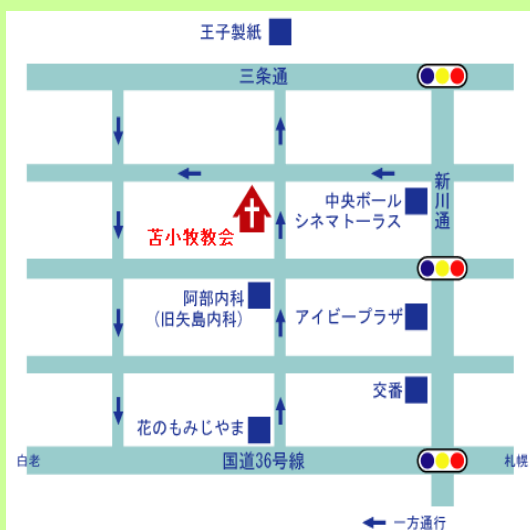 王子製紙
三条通
新川通
中央ボール
シネマトーラス
苫小牧教会
阿部内科
(旧矢島内科)
アイビープラザ
交番
花のもみじやま
白老
国道36号線
札幌
一方通行